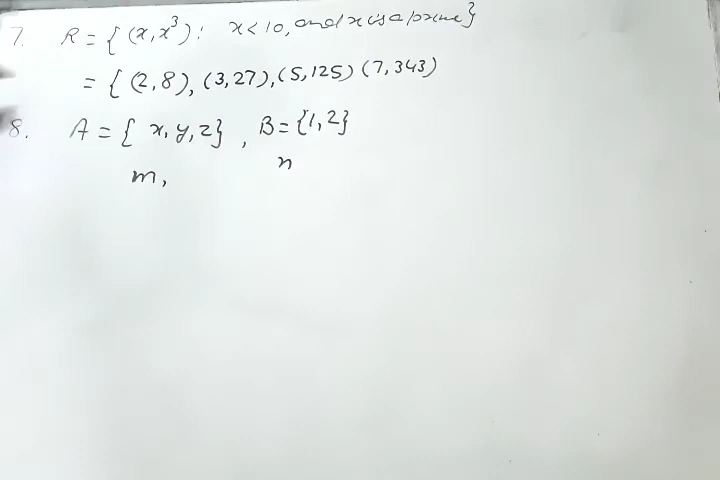 7. R = { (x, x³) : x < 10, and x is a prime }
= { (2, 8), (3, 27), (5, 125) (7, 343)
8. A = { x, y, z } , B = {1, 2}
m, n